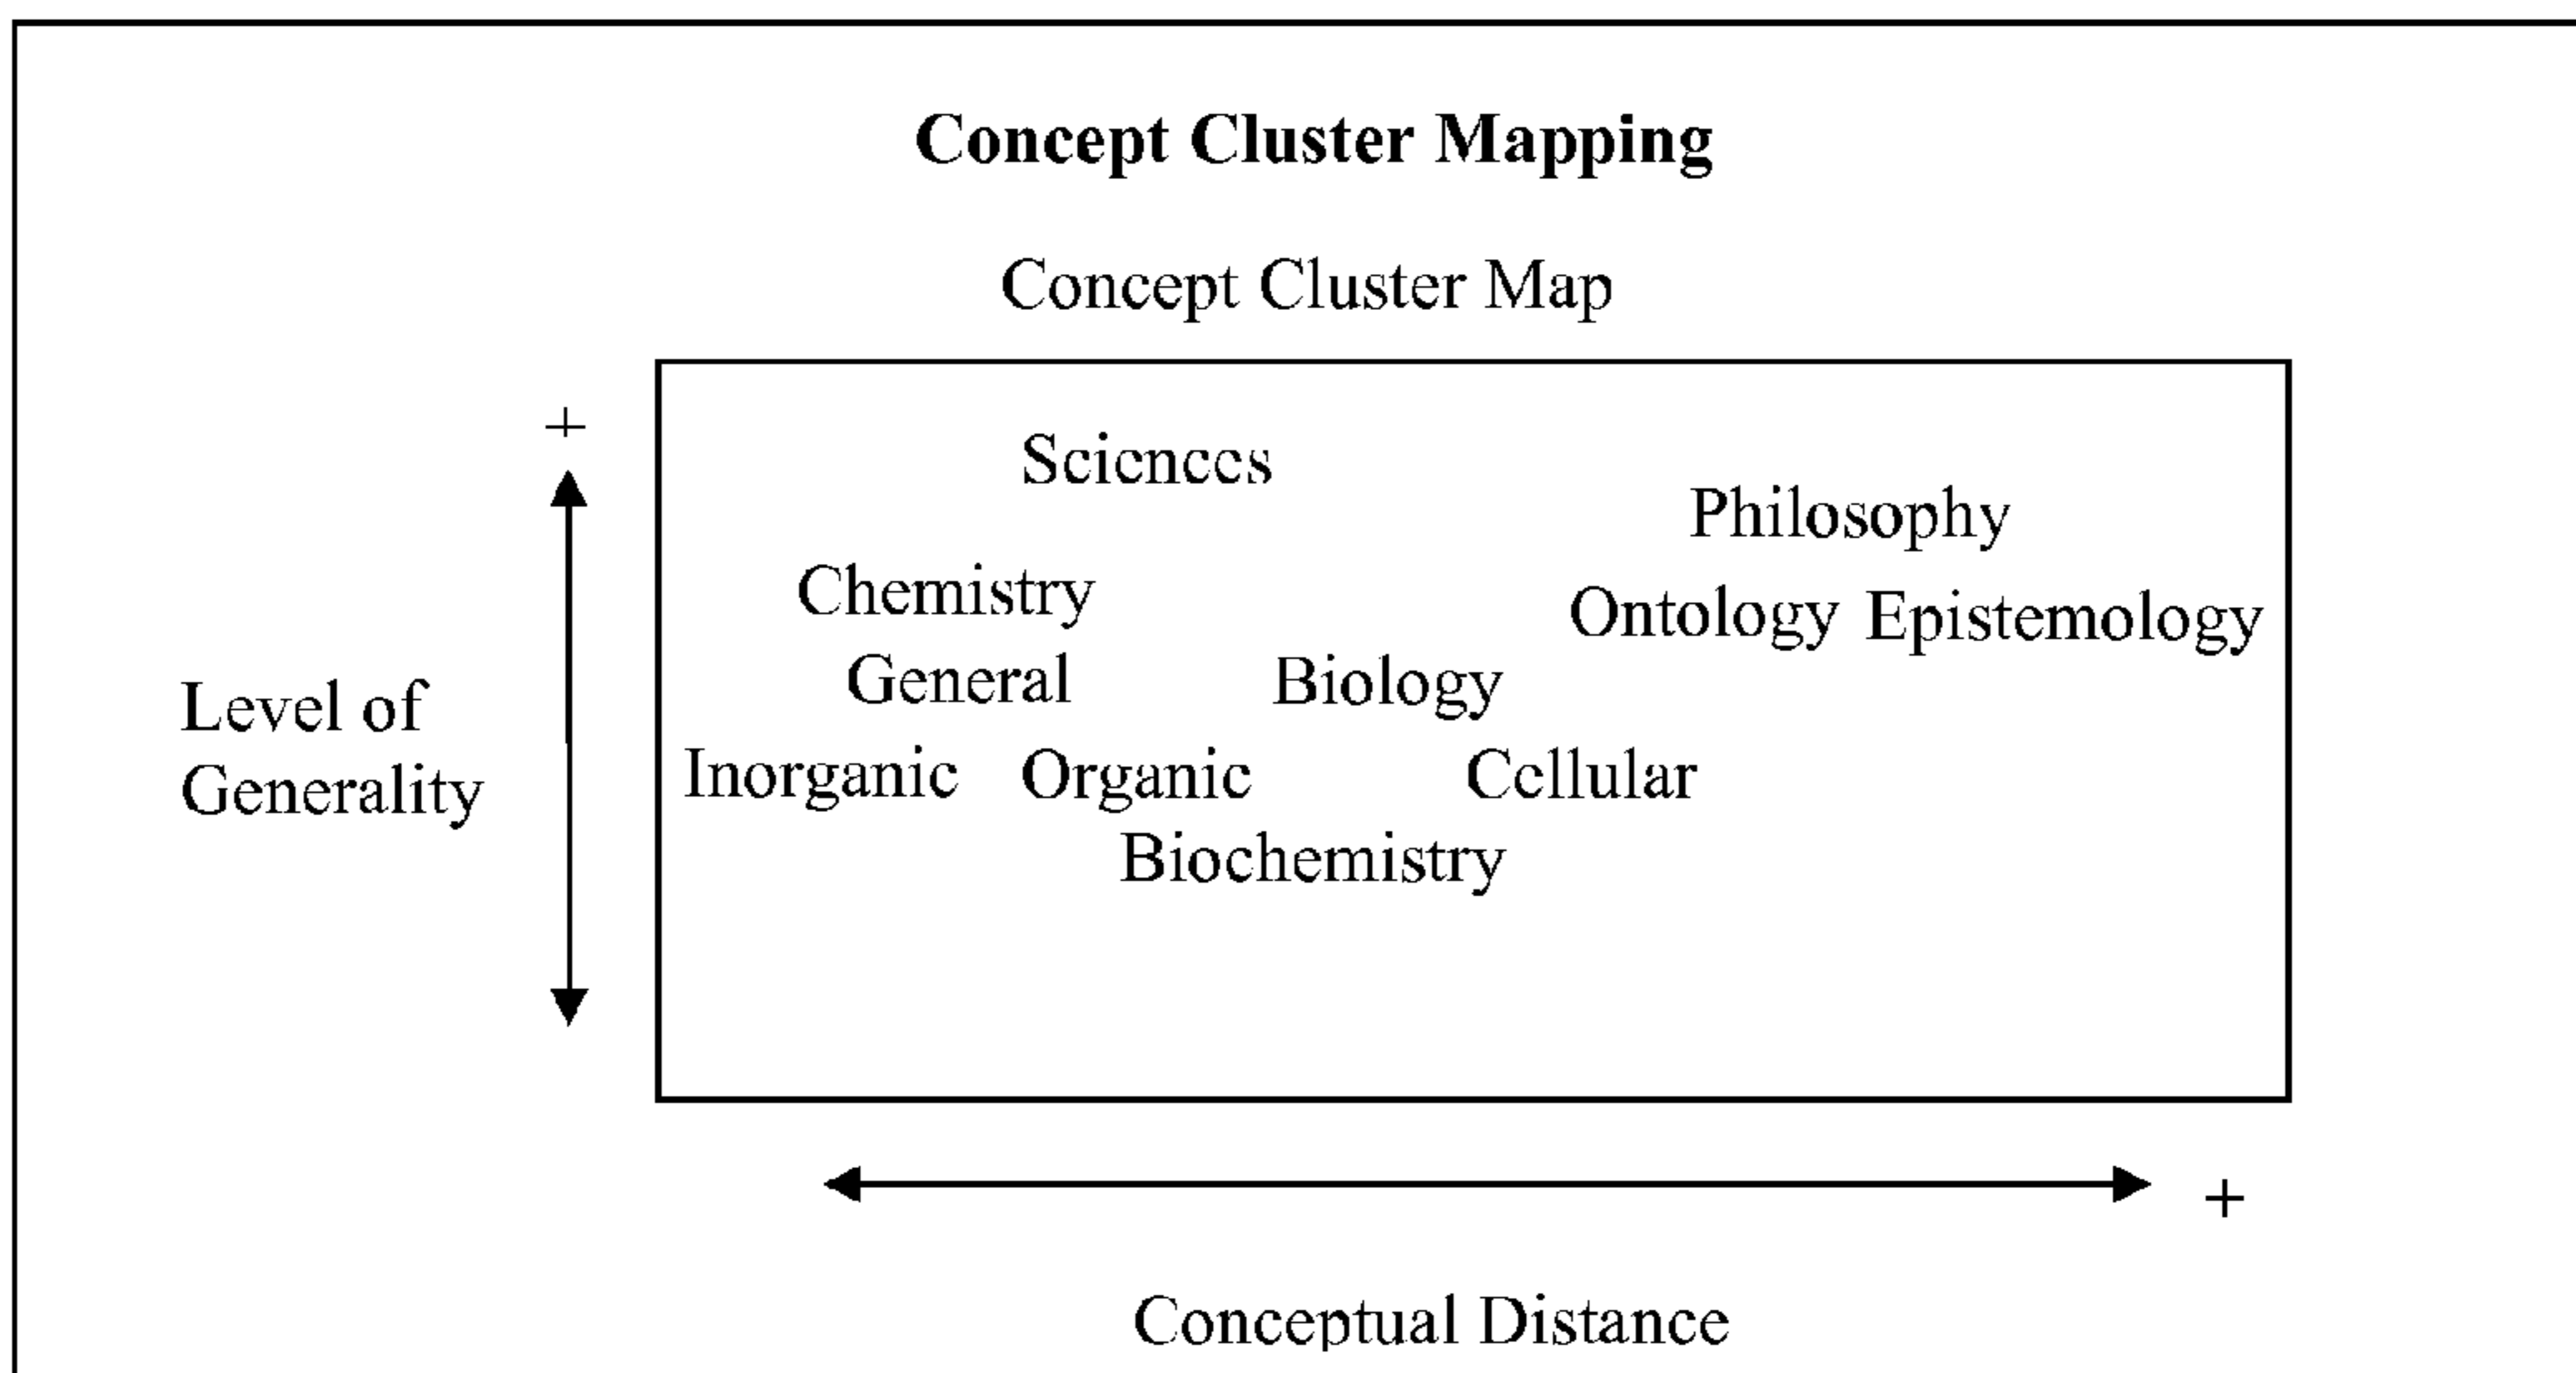 Concept Cluster Mapping
Concept Cluster Map
+
Sciences
Philosophy
Chemistry
Ontology Epistemology
General Biology
Level of
Generality
Inorganic Organic Cellular
Biochemistry
+
Conceptual Distance